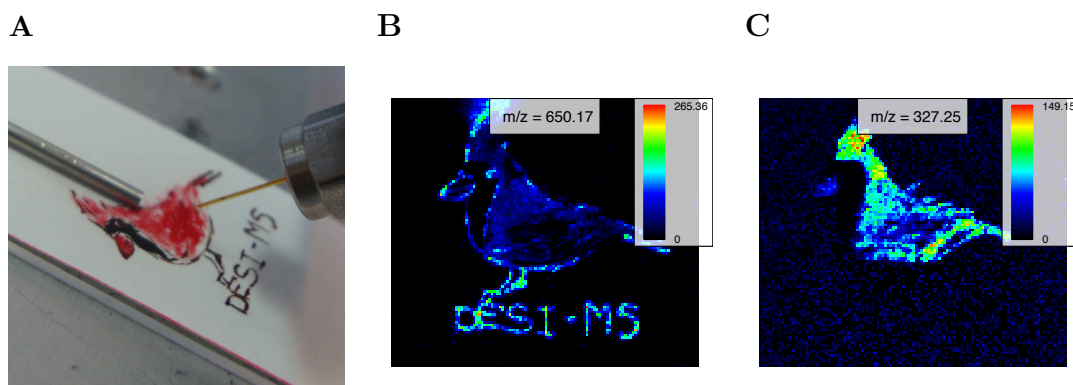 A
B
C
DESI-MS
m/z = 650.17
265.36
0
DESI-MS
m/z = 327.25
149.15
0